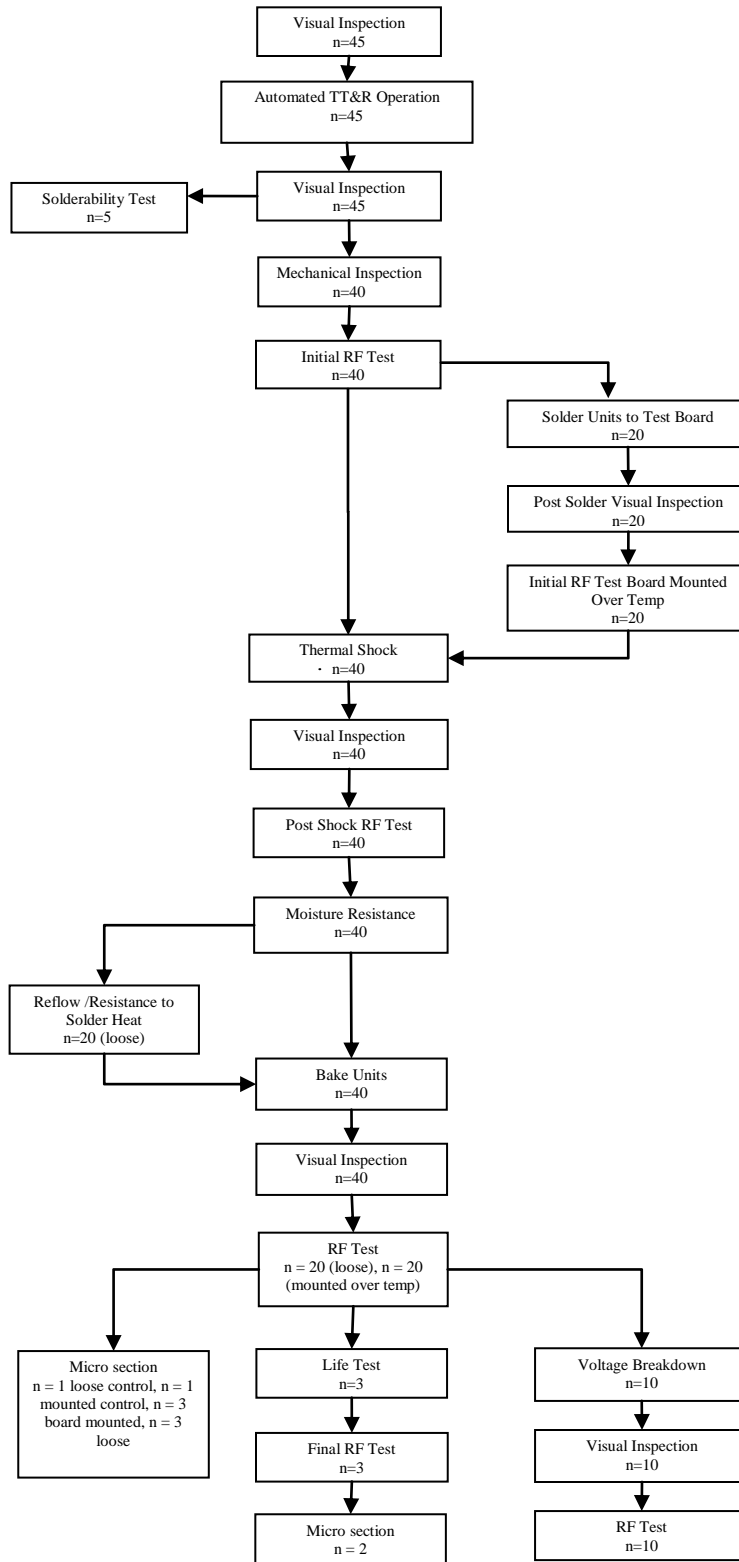 Visual Inspection
n=45
Automated TT&R Operation
n=45
Visual Inspection
n=45
Solderability Test
n=5
Mechanical Inspection
n=40
Initial RF Test
n=40
Solder Units to Test Board
n=20
Post Solder Visual Inspection
n=20
Initial RF Test Board Mounted
Over Temp
n=20
Thermal Shock
· n=40
Visual Inspection
n=40
Post Shock RF Test
n=40
Moisture Resistance
n=40
Reflow /Resistance to
Solder Heat
n=20 (loose)
Bake Units
n=40
Visual Inspection
n=40
RF Test
n = 20 (loose), n = 20
(mounted over temp)
Micro section
n = 1 loose control, n = 1
mounted control, n = 3
board mounted, n = 3
loose
Life Test
n=3
Final RF Test
n=3
Micro section
n = 2
Voltage Breakdown
n=10
Visual Inspection
n=10
RF Test
n=10